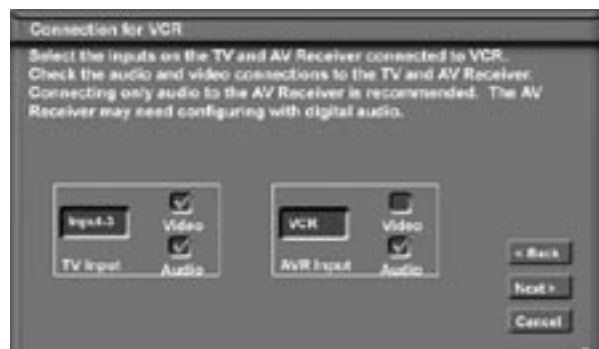 Connection for VCR
Select the inputs on the TV and AV Receiver connected to VCR.
Check the audio and video connections to the TV and AV Receiver.
Connecting only audio to the AV Receiver is recommended. The AV
Receiver may need configuring with digital audio.
Input-3
Video
TV Input
Audio
VCR
Video
AVR Input
Audio
< Back
Next >
Cancel